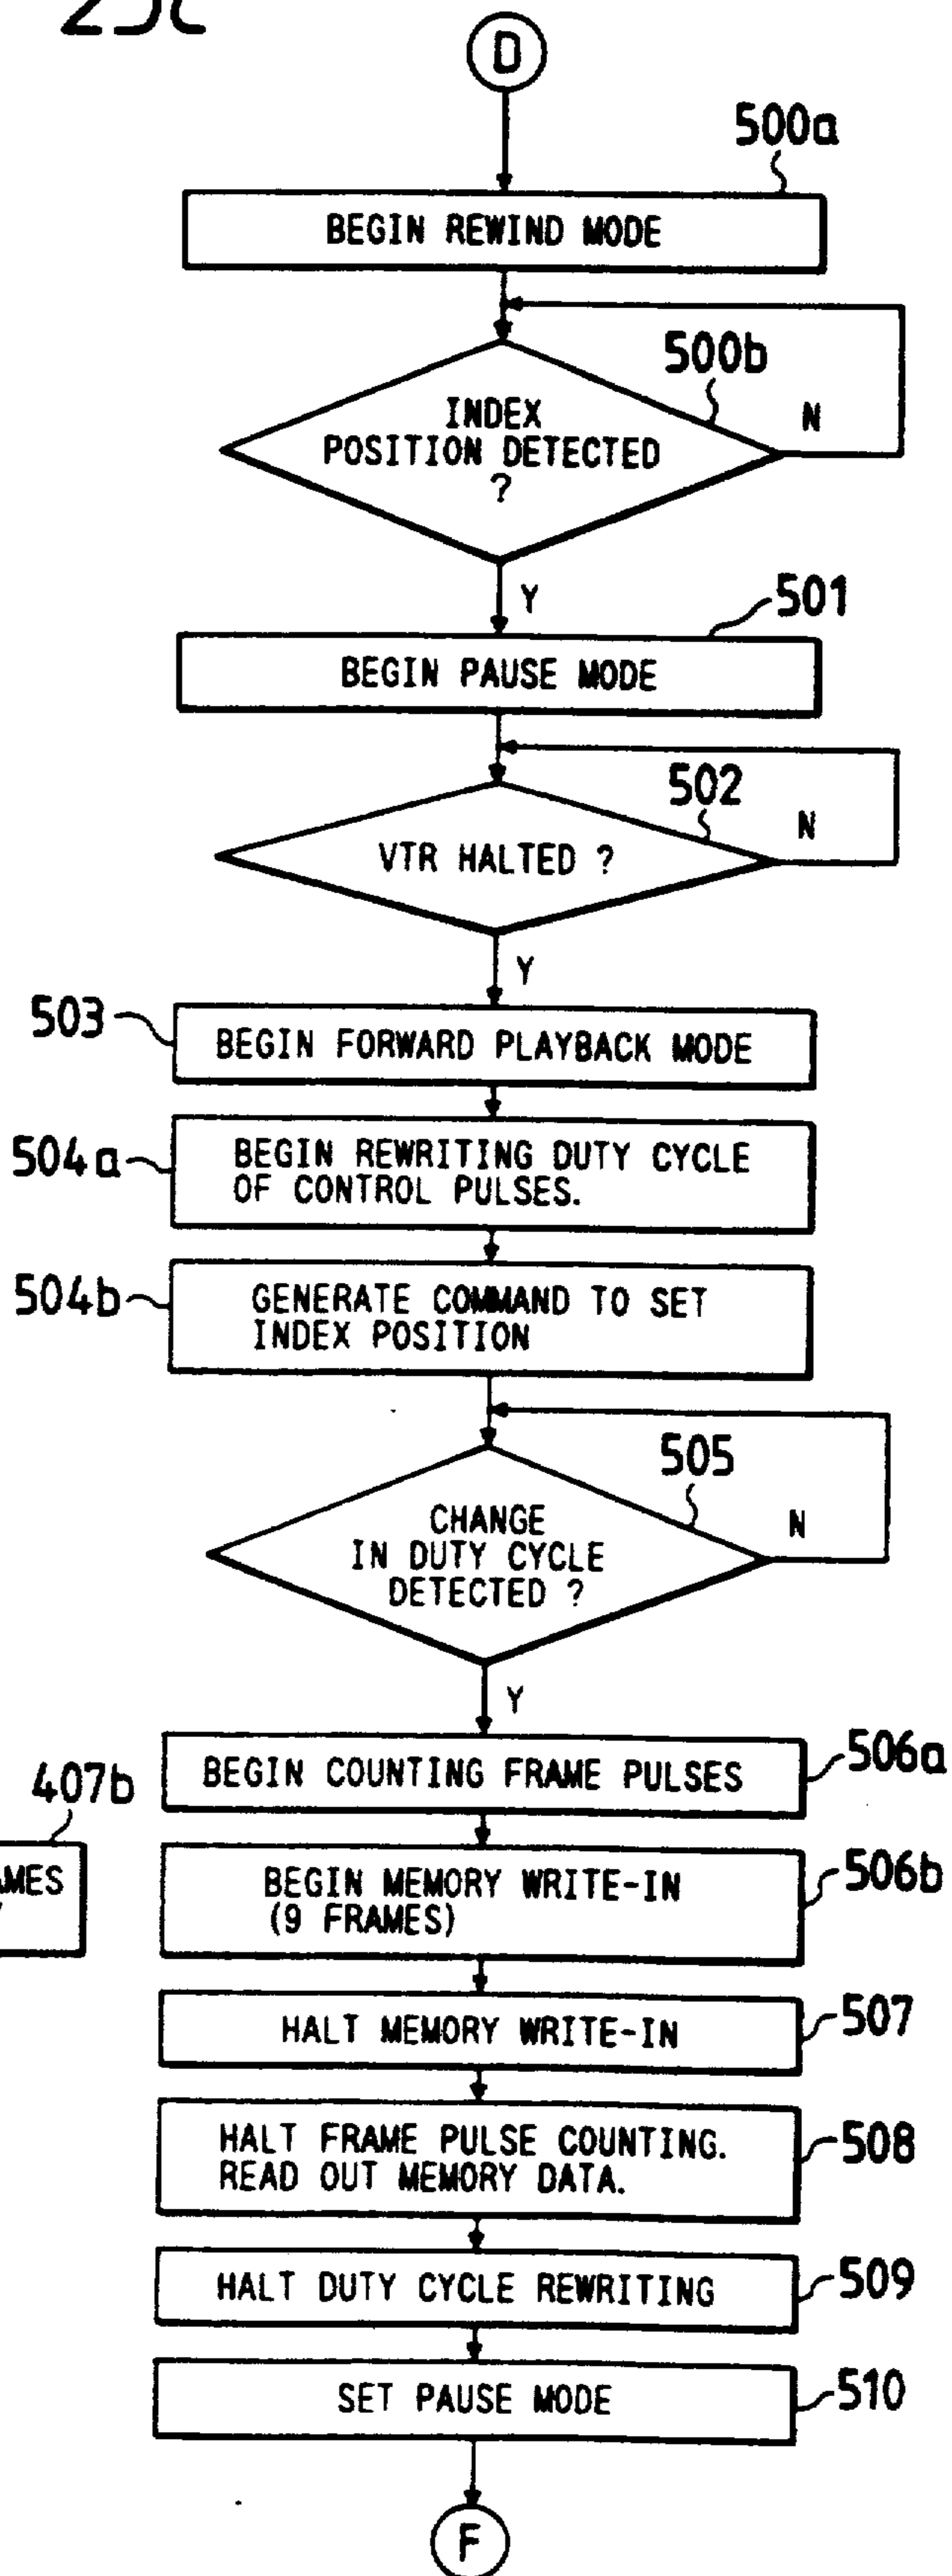 D
500a
BEGIN REWIND MODE
500b
INDEX
POSITION DETECTED
?
N
Y
501
BEGIN PAUSE MODE
502
VTR HALTED ?
N
Y
503
BEGIN FORWARD PLAYBACK MODE
504a
BEGIN REWRITING DUTY CYCLE
OF CONTROL PULSES.
504b
GENERATE COMMAND TO SET
INDEX POSITION
505
CHANGE
IN DUTY CYCLE
DETECTED ?
N
Y
506a
BEGIN COUNTING FRAME PULSES
407b
506b
BEGIN MEMORY WRITE-IN
(9 FRAMES)
507
HALT MEMORY WRITE-IN
508
HALT FRAME PULSE COUNTING.
READ OUT MEMORY DATA.
509
HALT DUTY CYCLE REWRITING
510
SET PAUSE MODE
F